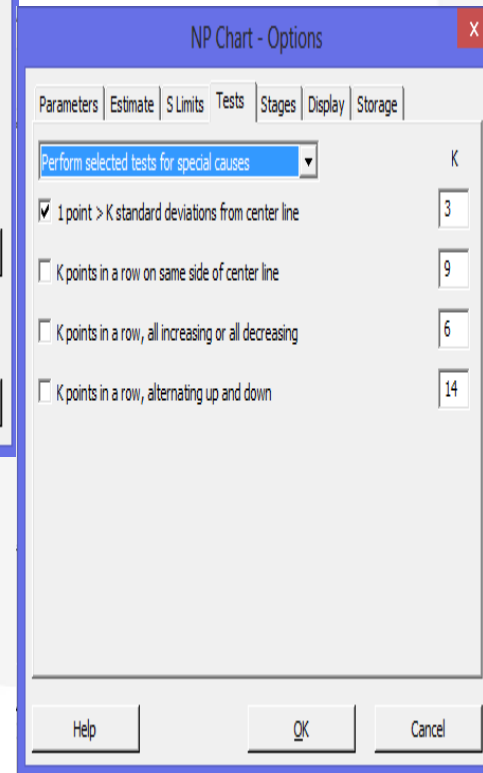 NP Chart - Options
x
Parameters Estimate S Limits Tests Stages Display Storage
Perform selected tests for special causes K
1 point > K standard deviations from center line 3
K points in a row on same side of center line 9
K points in a row, all increasing or all decreasing 6
K points in a row, alternating up and down 14
Help OK Cancel